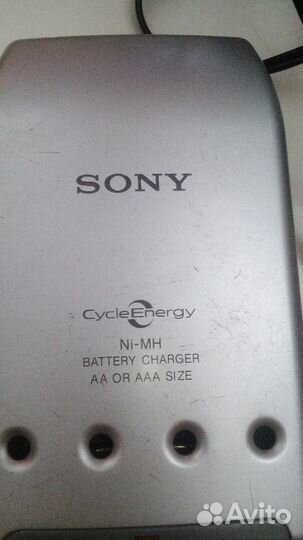 SONY
CycleEnergy
Ni-MH
BATTERY CHARGER
AA OR AAA SIZE
Avito